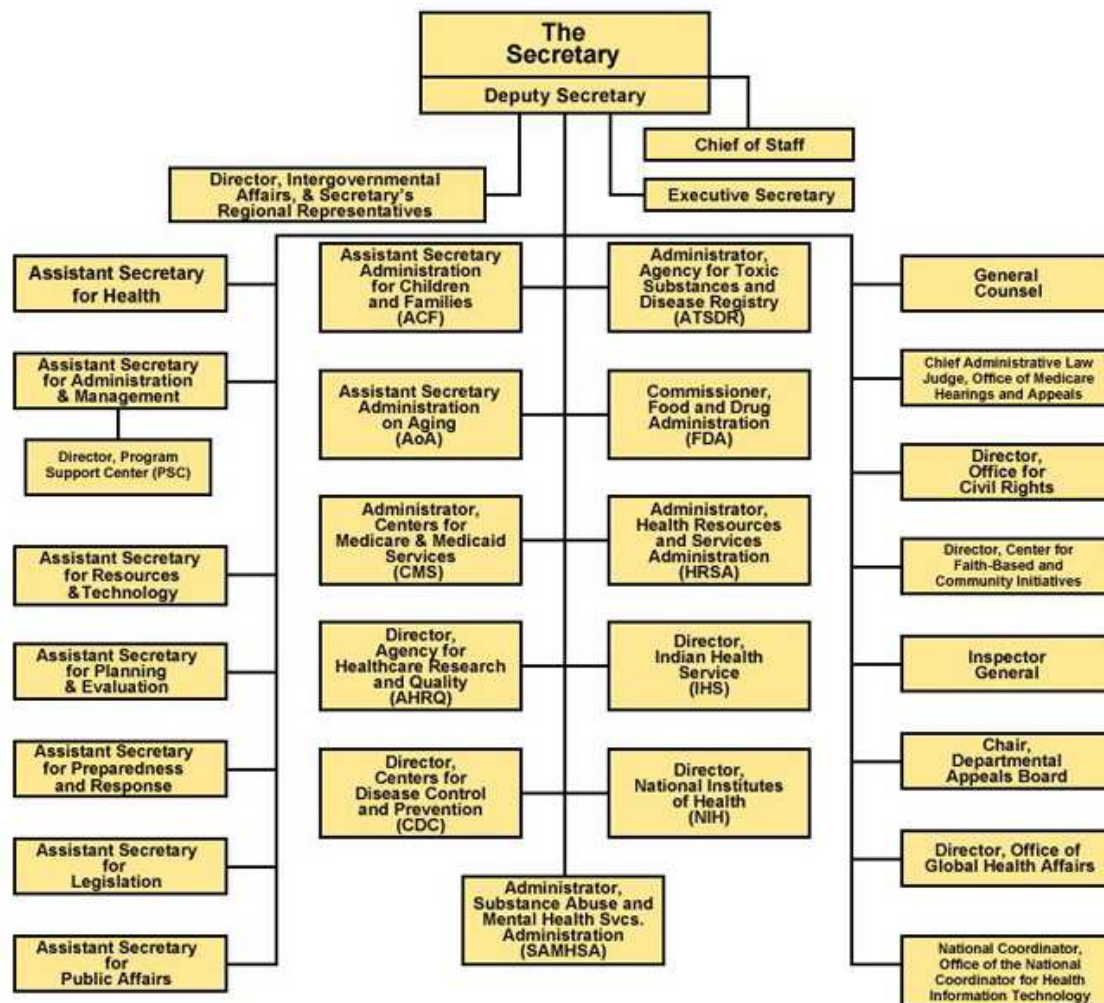 The
Secretary
Deputy Secretary
Chief of Staff
Director, Intergovernmental
Affairs, & Secretary's
Regional Representatives
Executive Secretary
Assistant Secretary
for Health
Assistant Secretary
for Administration
& Management
Director, Program
Support Center (PSC)
Assistant Secretary
for Resources
& Technology
Assistant Secretary
for Planning
& Evaluation
Assistant Secretary
for Preparedness
and Response
Assistant Secretary
for
Legislation
Assistant Secretary
for
Public Affairs
Assistant Secretary
Administration
for Children
and Families
(ACF)
Assistant Secretary
Administration
on Aging
(AoA)
Administrator,
Centers for
Medicare & Medicaid
Services
(CMS)
Director,
Agency for
Healthcare Research
and Quality
(AHRQ)
Director,
Centers for
Disease Control
and Prevention
(CDC)
Administrator,
Agency for Toxic
Substances and
Disease Registry
(ATSDR)
Commissioner,
Food and Drug
Administration
(FDA)
Administrator,
Health Resources
and Services
Administration
(HRSA)
Director,
Indian Health
Service
(IHS)
Director,
National Institutes
of Health
(NIH)
Administrator,
Substance Abuse and
Mental Health Svcs.
Administration
(SAMHSA)
General
Counsel
Chief Administrative Law
Judge, Office of Medicare
Hearings and Appeals
Director,
Office for
Civil Rights
Director, Center for
Faith-Based and
Community Initiatives
Inspector
General
Chair,
Departmental
Appeals Board
Director, Office of
Global Health Affairs
National Coordinator,
Office of the National
Coordinator for Health
Information Technology